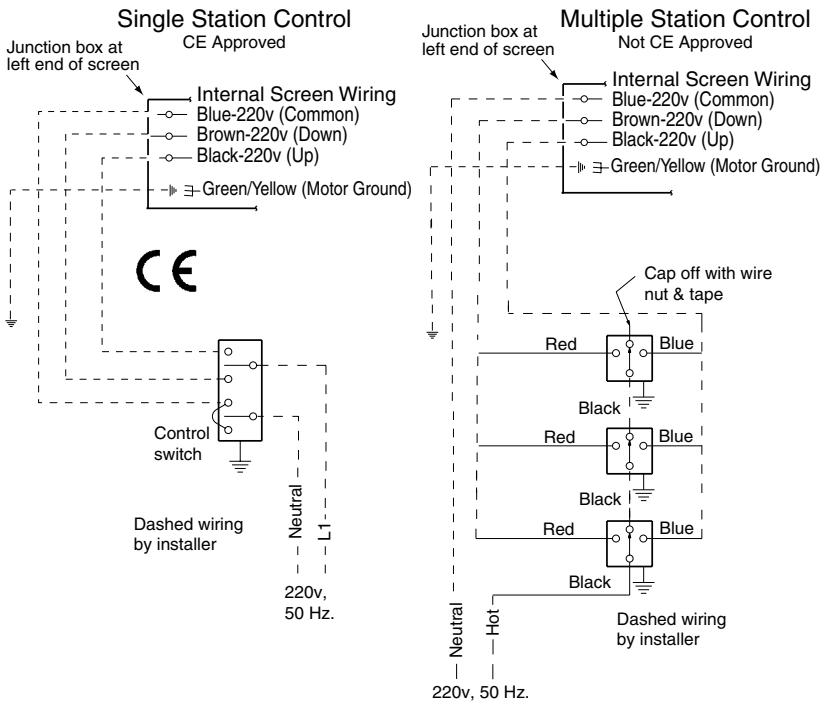 Single Station Control
CE Approved
Junction box at
left end of screen
Internal Screen Wiring
Blue-220v (Common)
Brown-220v (Down)
Black-220v (Up)
Green/Yellow (Motor Ground)
CE
Control
switch
Dashed wiring
by installer
Neutral
L1
220v,
50 Hz.
Multiple Station Control
Not CE Approved
Junction box at
left end of screen
Internal Screen Wiring
Blue-220v (Common)
Brown-220v (Down)
Black-220v (Up)
Green/Yellow (Motor Ground)
Cap off with wire
nut & tape
Red
Blue
Black
Red
Blue
Black
Red
Blue
Black
Dashed wiring
by installer
Neutral
Hot
220v, 50 Hz.